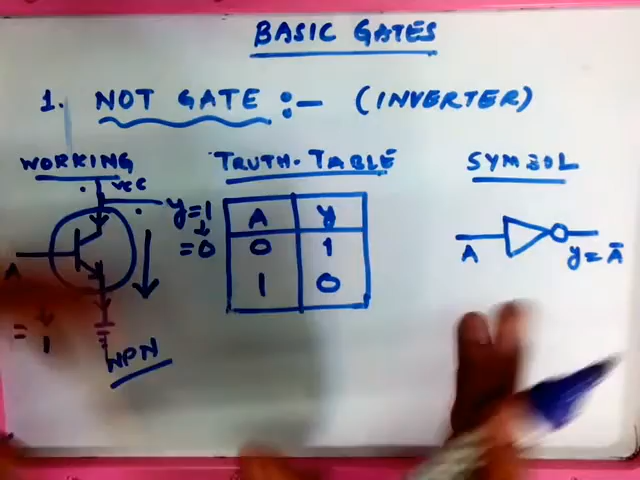 BASIC GATES
1. NOT GATE :- (INVERTER)
WORKING
VCC
A
y=1
=0
= 1
NPN
TRUTH-TABLE
A y
0 1
1 0
SYMBOL
A
y=Ā